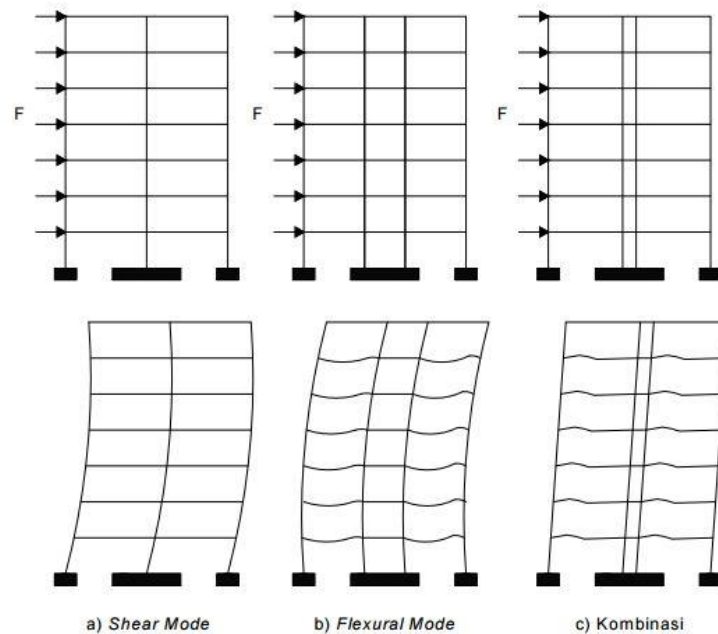 F
F
F
a) Shear Mode
b) Flexural Mode
c) Kombinasi